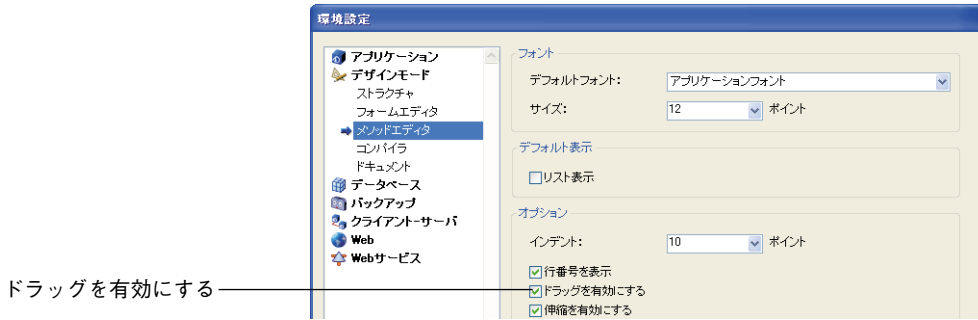 環境設定
アプリケーション
デザインモード
ストラクチャ
フォームエディタ
メソッドエディタ
コンパイラ
ドキュメント
データベース
バックアップ
クライアント-サーバ
Web
Webサービス
フォント
デフォルトフォント: アプリケーションフォント
サイズ: 12 ポイント
デフォルト表示
リスト表示
オプション
インデント: 10 ポイント
行番号を表示
ドラッグを有効にする
伸縮を有効にする
ドラッグを有効にする